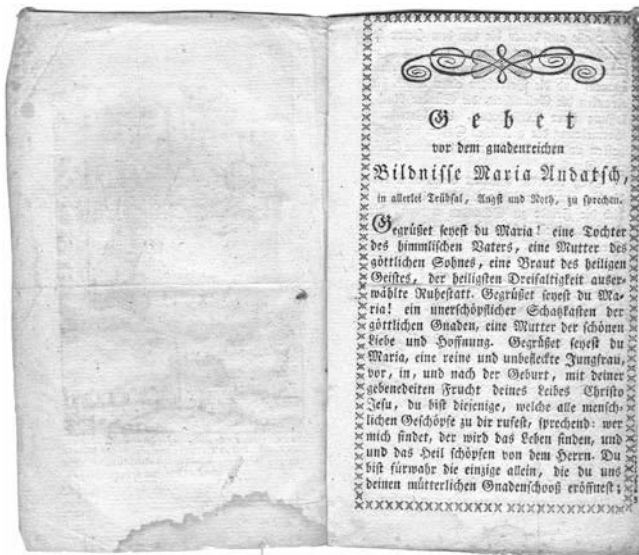 Gebet
vor dem gnadenreichen
Bildnisse Maria Andatsch,
in allerlei Trübsal, Angst und Noth, zu sprechen.
Gegrüßet seyest du Maria! eine Tochter
des himmlischen Vaters, eine Mutter des
göttlichen Sohnes, eine Braut des heiligen
Geistes, der heiligsten Dreifaltigkeit auser-
wählte Ruhestatt. Gegrüßet seyest du Ma-
ria! ein unerschöpflicher Schatzkasten der
göttlichen Gnaden, eine Mutter der schönen
Liebe und Hoffnung. Gegrüßet seyest du
Maria, eine reine und unbefleckte Jungfrau,
vor, in, und nach der Geburt, mit deiner
gebenedeiten Frucht deines Leibes Christo
Jesu, du bist diejenige, welche alle mensch-
lichen Geschöpfe zu dir rufest, sprechend: wer
mich findet, der wird das Leben finden, und
und das Heil schöpfen von dem Herrn. Du
bist fürwahr die einzige allein, die du uns
deinen mütterlichen Gnadenschooß eröffnest;